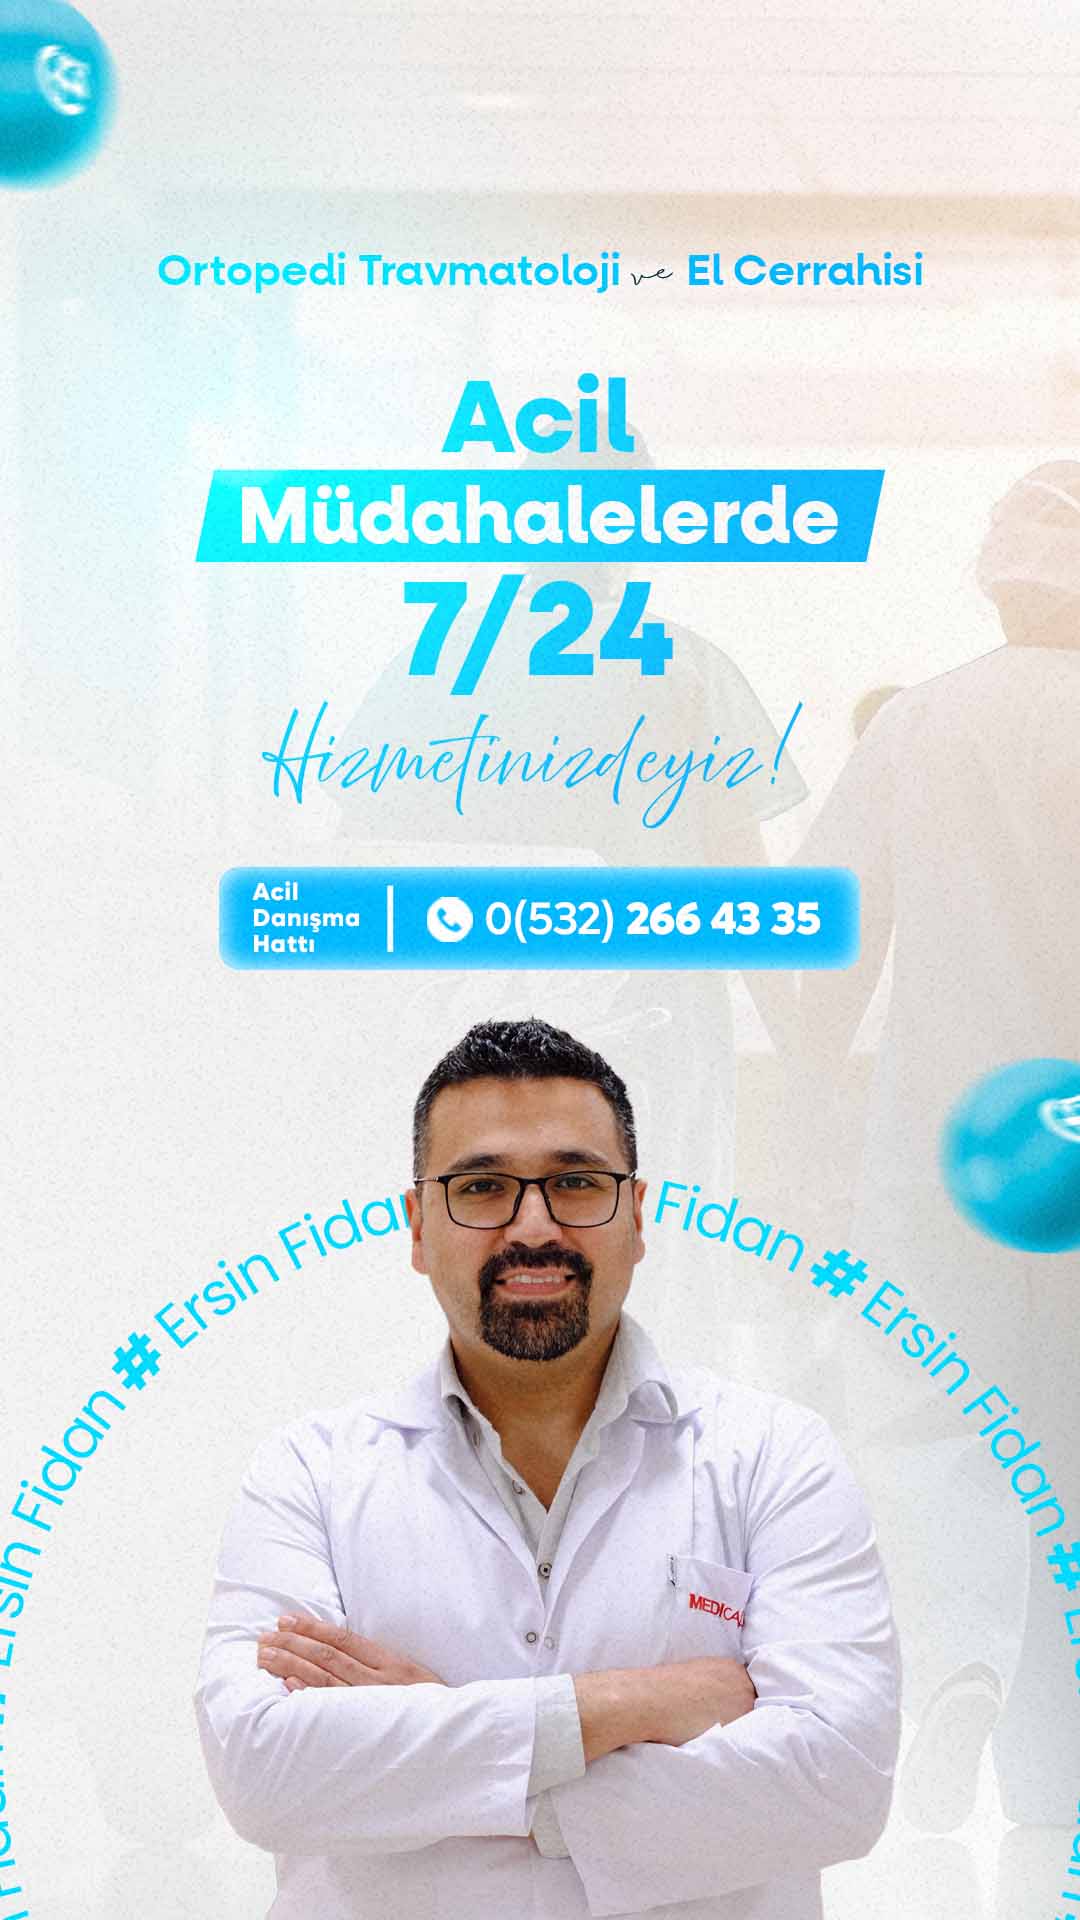 Ortopedi Travmatoloji ve El Cerrahisi
Acil
Müdahalelerde
7/24
Hizmetinizdeyiz!
Acil
Danışma
Hattı
0(532) 266 43 35
Ersin Fidan # Ersin Fidan
Fidan # Ersin Fidan #
MEDICAL